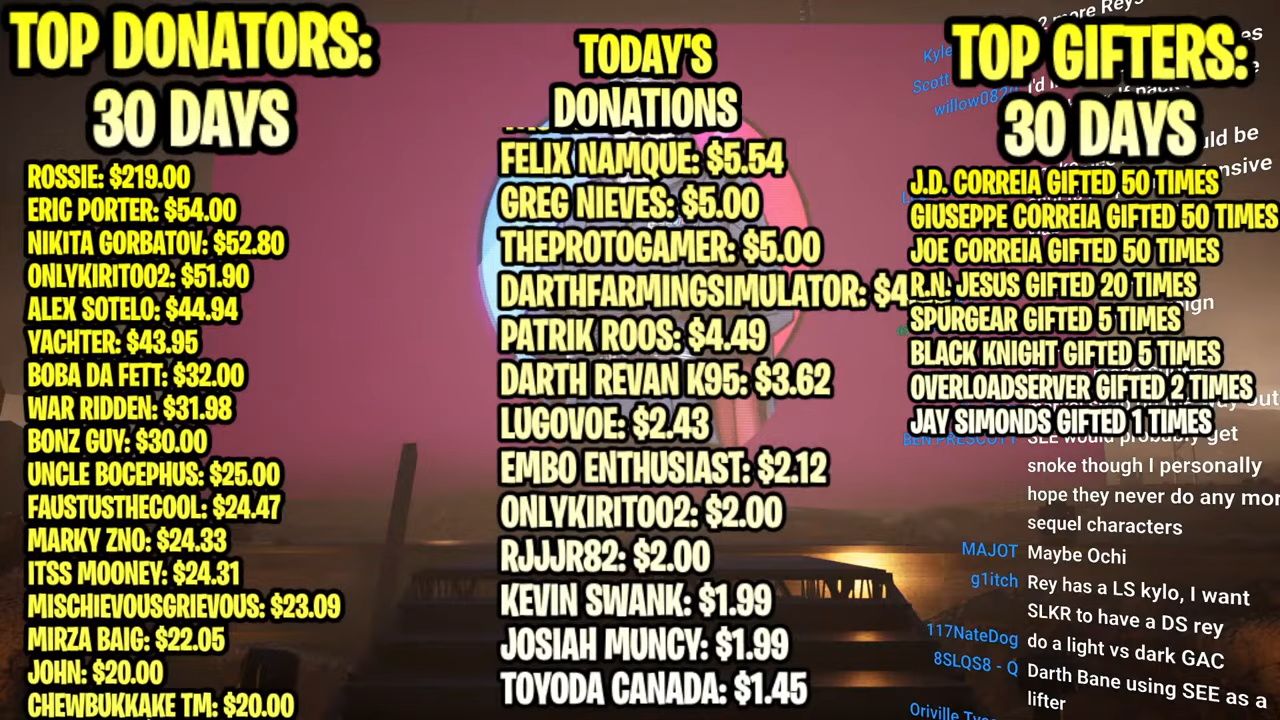 TOP DONATORS:
30 DAYS
ROSSIE: $219.00
ERIC PORTER: $54.00
NIKITA GORBATOV: $52.80
ONLYKIRITO02: $51.90
ALEX SOTELO: $44.94
YACHTER: $43.95
BOBA DA FETT: $32.00
WAR RIDDEN: $31.98
BONZ GUY: $30.00
UNCLE BOCEPHUS: $25.00
FAUSTUSTHECOOL: $24.47
MARKY ZNO: $24.33
ITSS MOONEY: $24.31
MISCHIEVOUSGRIEVOUS: $23.09
MIRZA BAIG: $22.05
JOHN: $20.00
CHEWBUKKAKE TM: $20.00
TODAY'S
DONATIONS
FELIX NAMQUE: $5.54
GREG NIEVES: $5.00
THEPROTOGAMER: $5.00
DARTHFARMINGSIMULATOR: $4
PATRIK ROOS: $4.49
DARTH REVAN K95: $3.62
LUGOVOE: $2.43
EMBO ENTHUSIAST: $2.12
ONLYKIRITO02: $2.00
RJJJR82: $2.00
KEVIN SWANK: $1.99
JOSIAH MUNCY: $1.99
TOYODA CANADA: $1.45
TOP GIFTERS:
30 DAYS
J.D. CORREIA GIFTED 50 TIMES
GIUSEPPE CORREIA GIFTED 50 TIMES
JOE CORREIA GIFTED 50 TIMES
R.N. JESUS GIFTED 20 TIMES
SPURGEAR GIFTED 5 TIMES
BLACK KNIGHT GIFTED 5 TIMES
OVERLOADSERVER GIFTED 2 TIMES
JAY SIMONDS GIFTED 1 TIMES
2 more Reys
Kyle
Scott
I'd
be
BEN PRESCOTT SEE would probably get
snoke though I personally
hope they never do any mor
sequel characters
MAJOT Maybe Ochi
g1itch Rey has a LS kylo, I want
SLKR to have a DS rey
117NateDog do a light vs dark GAC
8SLQS8 - Q Darth Bane using SEE as a
lifter
Oriville